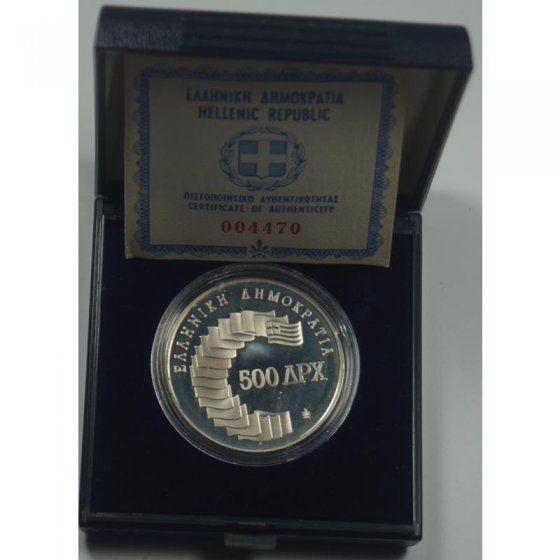 ΕΛΛΗΝΙΚΗ ΔΗΜΟΚΡΑΤΙΑ
HELLENIC REPUBLIC
ΠΙΣΤΟΠΟΙΗΤΙΚΟ ΑΥΘΕΝΤΙΚΟΤΗΤΑΣ
CERTIFICATE OF AUTHENTICITY
004470
ΕΛΛΗΝΙΚΗ ΔΗΜΟΚΡΑΤΙΑ
500 ΔΡΧ.